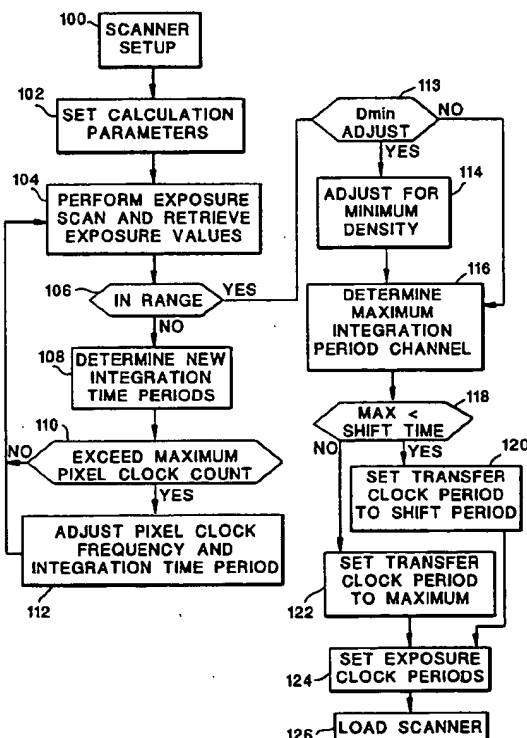 100
SCANNER
SETUP
102
SET CALCULATION
PARAMETERS
104
PERFORM EXPOSURE
SCAN AND RETRIEVE
EXPOSURE VALUES
106
IN RANGE
YES
NO
108
DETERMINE NEW
INTEGRATION
TIME PERIODS
110
NO
EXCEED MAXIMUM
PIXEL CLOCK COUNT
YES
ADJUST PIXEL CLOCK
FREQUENCY AND
INTEGRATION TIME PERIOD
112
113
Dmin
ADJUST
NO
YES
114
ADJUST FOR
MINIMUM
DENSITY
116
DETERMINE
MAXIMUM
INTEGRATION
PERIOD CHANNEL
118
MAX <
SHIFT TIME
NO
YES
120
SET TRANSFER
CLOCK PERIOD
TO SHIFT PERIOD
SET TRANSFER
CLOCK PERIOD
TO MAXIMUM
122
SET EXPOSURE
CLOCK PERIODS
124
LOAD SCANNER
126